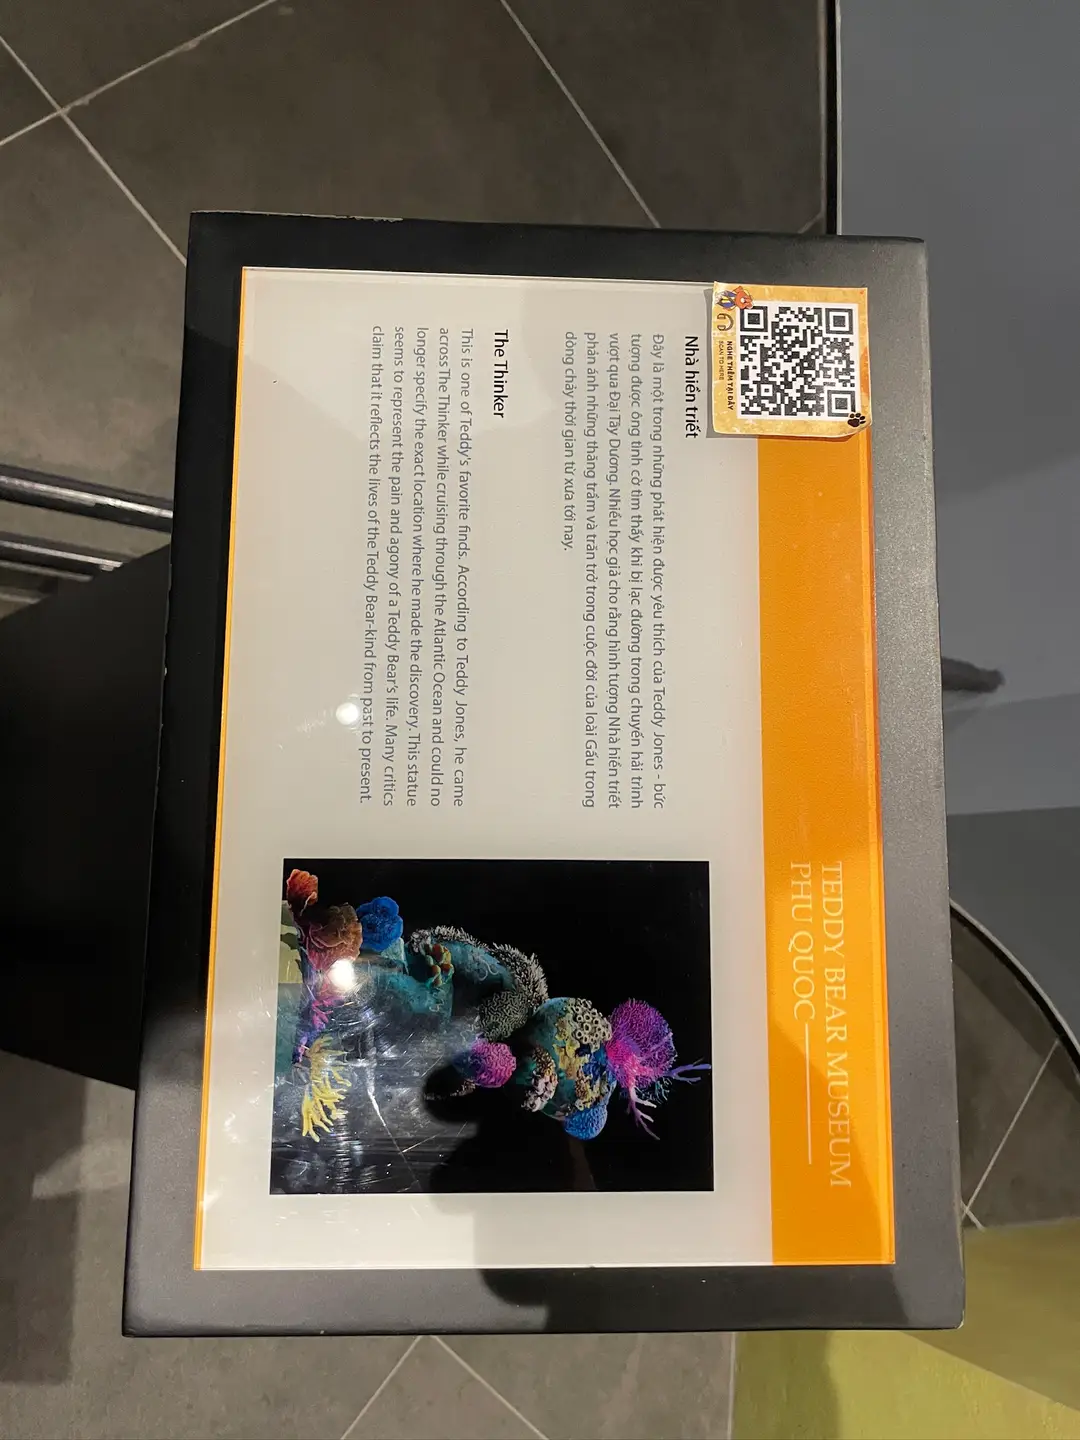 NGHE THÊM TẠI ĐÂY
SCAN TO HERE
TEDDY BEAR MUSEUM
PHU QUOC
Nhà hiền triết
Đây là một trong những phát hiện được yêu thích của Teddy Jones - bức
tượng được ông tình cờ tìm thấy khi bị lạc đường trong chuyến hải trình
vượt qua Đại Tây Dương. Nhiều học giả cho rằng hình tượng Nhà hiền triết
phản ánh những thăng trầm và trăn trở trong cuộc đời của loài Gấu trong
dòng chảy thời gian từ xưa tới nay.
The Thinker
This is one of Teddy's favorite finds. According to Teddy Jones, he came
across The Thinker while cruising through the Atlantic Ocean and could no
longer specify the exact location where he made the discovery. This statue
seems to represent the pain and agony of a Teddy Bear's life. Many critics
claim that it reflects the lives of the Teddy Bear-kind from past to present.